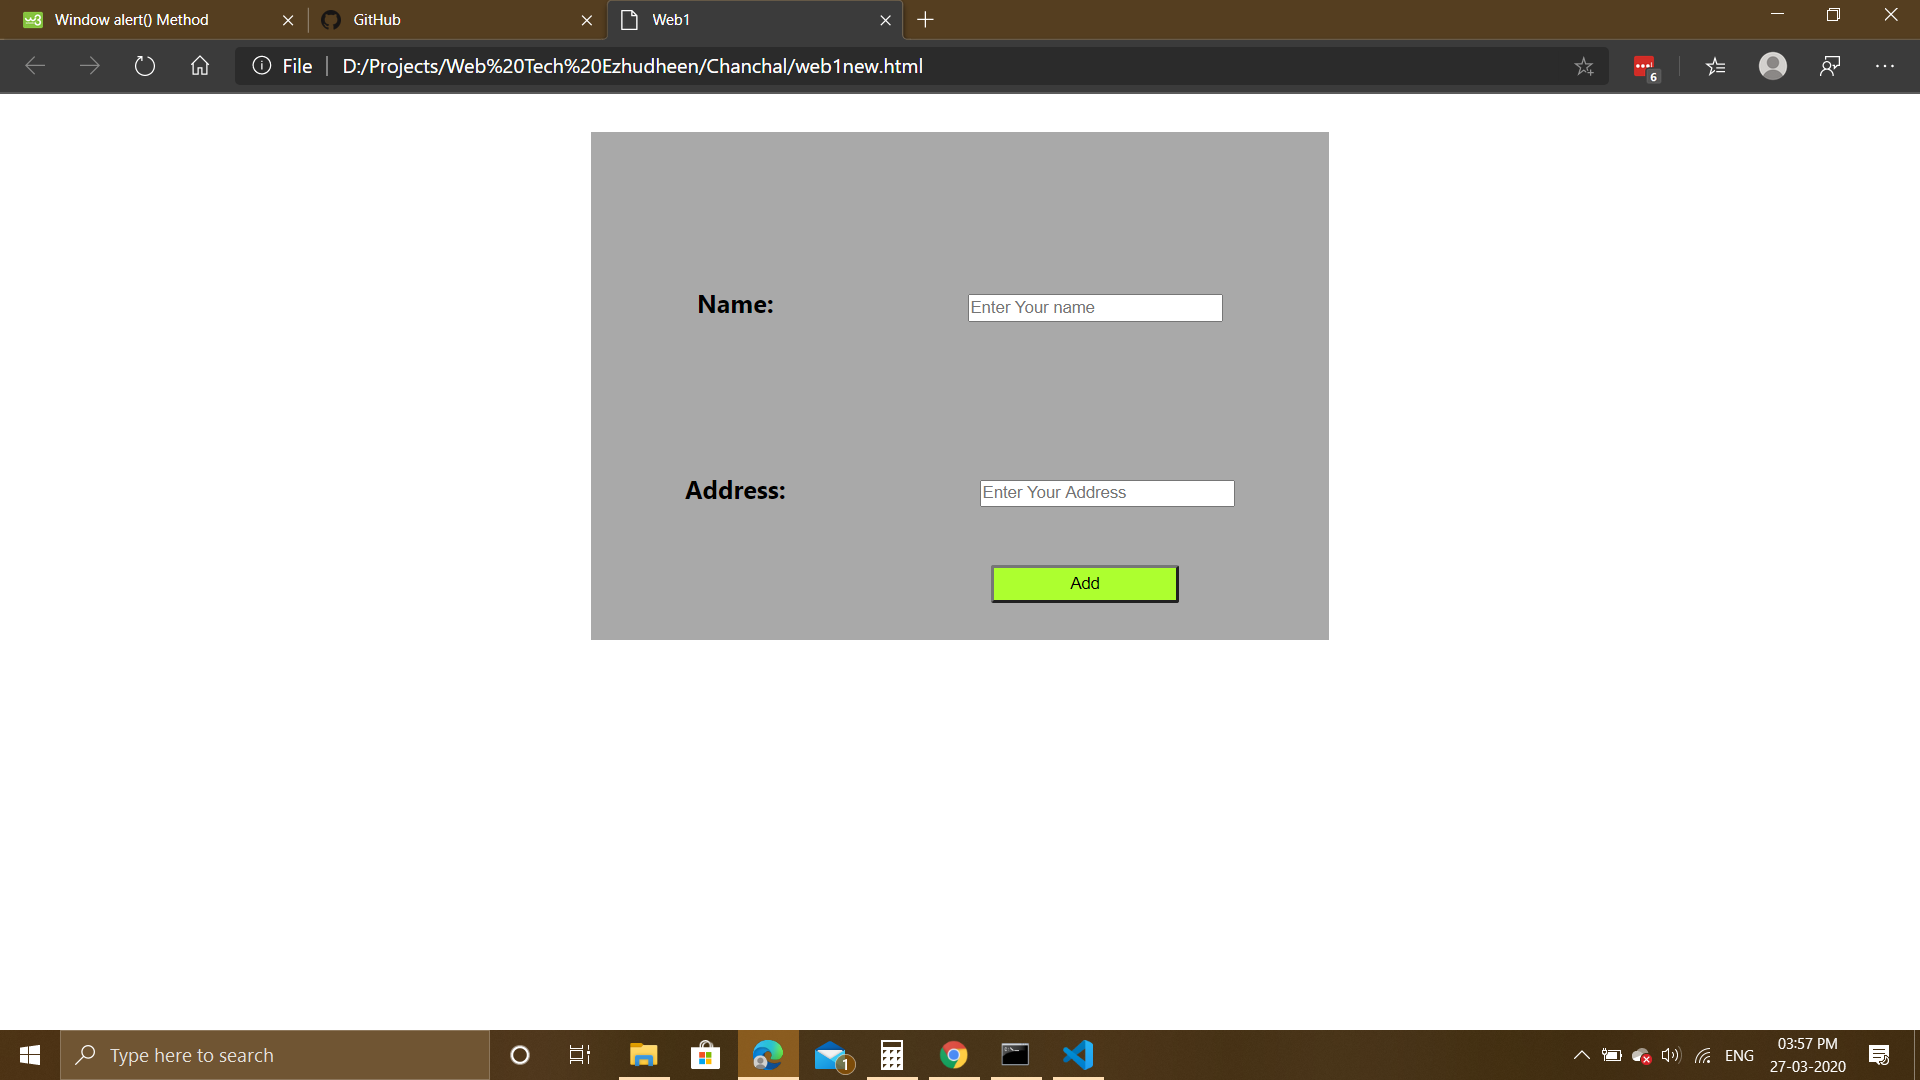 Window alert() Method
GitHub
Web1
File
D:/Projects/Web%20Tech%20Ezhudheen/Chanchal/web1new.html
6
Name:
Enter Your name
Address:
Enter Your Address
Add
Type here to search
1
ENG
03:57 PM
27-03-2020